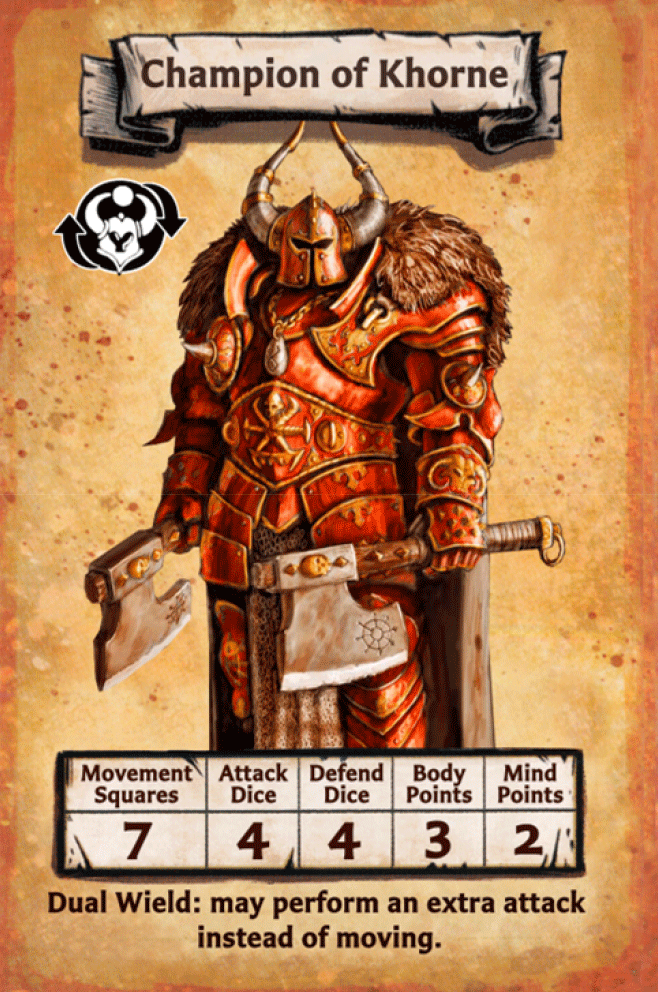 Champion of Khorne
Movement Squares Attack Dice Defend Dice Body Points Mind Points
7 4 4 3 2
Dual Wield: may perform an extra attack
instead of moving.